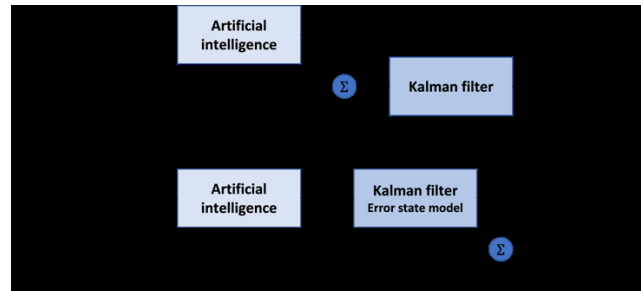 Artificial
intelligence
Σ
Kalman filter
Artificial
intelligence
Kalman filter
Error state model
Σ